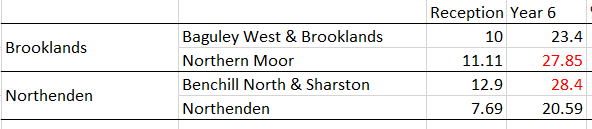 Reception Year 6
Brooklands
Baguley West & Brooklands 10 23.4
Northern Moor 11.11 27.85
Northenden
Benchill North & Sharston 12.9 28.4
Northenden 7.69 20.59